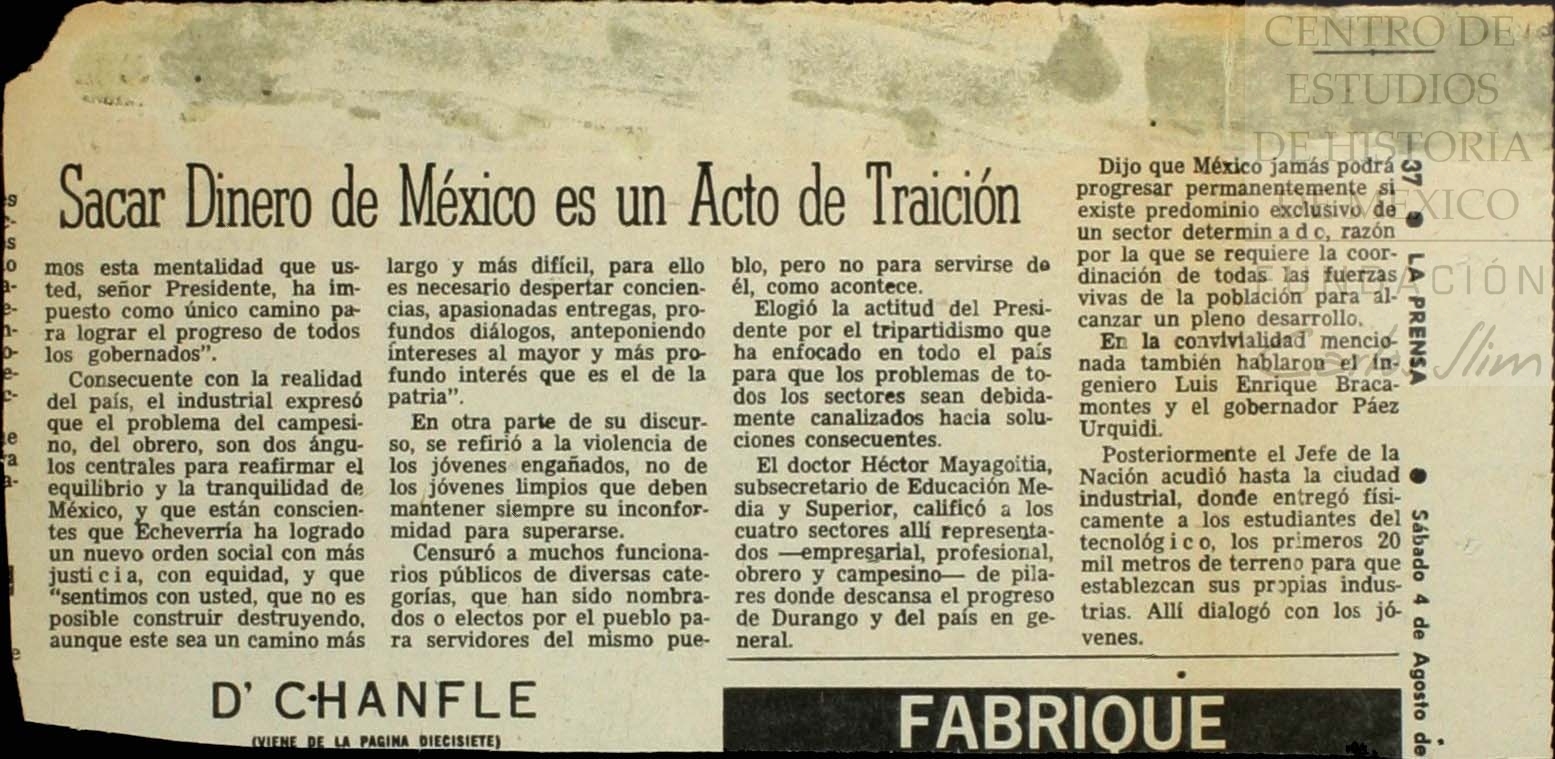 Sacar Dinero de México es un Acto de Traición
mos esta mentalidad que us-
ted, señor Presidente, ha im-
puesto como único camino pa-
ra lograr el progreso de todos
los gobernados”.
Consecuente con la realidad
del país, el industrial expresó
que el problema del campesi-
no, del obrero, son dos ángu-
los centrales para reafirmar el
equilibrio y la tranquilidad de
México, y que están conscien-
tes que Echeverría ha logrado
un nuevo orden social con más
justicia, con equidad, y que
“sentimos con usted, que no es
posible construir destruyendo,
aunque este sea un camino más
largo y más difícil, para ello
es necesario despertar concien-
cias, apasionadas entregas, pro-
fundos diálogos, anteponiendo
intereses al mayor y más pro-
fundo interés que es el de la
patria”.
En otra parte de su discur-
so, se refirió a la violencia de
los jóvenes engañados, no de
los jóvenes limpios que deben
mantener siempre su inconfor-
midad para superarse.
Censuró a muchos funciona-
rios públicos de diversas cate-
gorías, que han sido nombra-
dos o electos por el pueblo pa-
ra servidores del mismo pue-
blo, pero no para servirse de
él, como acontece.
Elogió la actitud del Presi-
dente por el tripartidismo que
ha enfocado en todo el país
para que los problemas de to-
dos los sectores sean debida-
mente canalizados hacia solu-
ciones consecuentes.
El doctor Héctor Mayagoitia,
subsecretario de Educación Me-
dia y Superior, calificó a los
cuatro sectores allí representa-
dos —empresarial, profesional,
obrero y campesino— de pila-
res donde descansa el progreso
de Durango y del país en ge-
neral.
Dijo que México jamás podrá
progresar permanentemente si
existe predominio exclusivo de
un sector determinadc, razón
por la que se requiere la coor-
dinación de todas las fuerzas
vivas de la población para al-
canzar un pleno desarrollo.
En la convivialidad mencio-
nada también hablaron el in-
geniero Luis Enrique Braca-
montes y el gobernador Páez
Urquidi.
Posteriormente el Jefe de la
Nación acudió hasta la ciudad
industrial, donde entregó físi-
camente a los estudiantes del
tecnológico, los primeros 20
mil metros de terreno para que
establezcan sus propias indus-
trias. Allí dialogó con los jó-
venes.
37 ● LA PRENSA ● Sábado 4 de Agosto de
D' CHANFLE
(VIENE DE LA PAGINA DIECISIETE)
FABRIQUE
CENTRO DE
ESTUDIOS
DE HISTORIA
DE MÉXICO
FUNDACIÓN
Carlos Slim